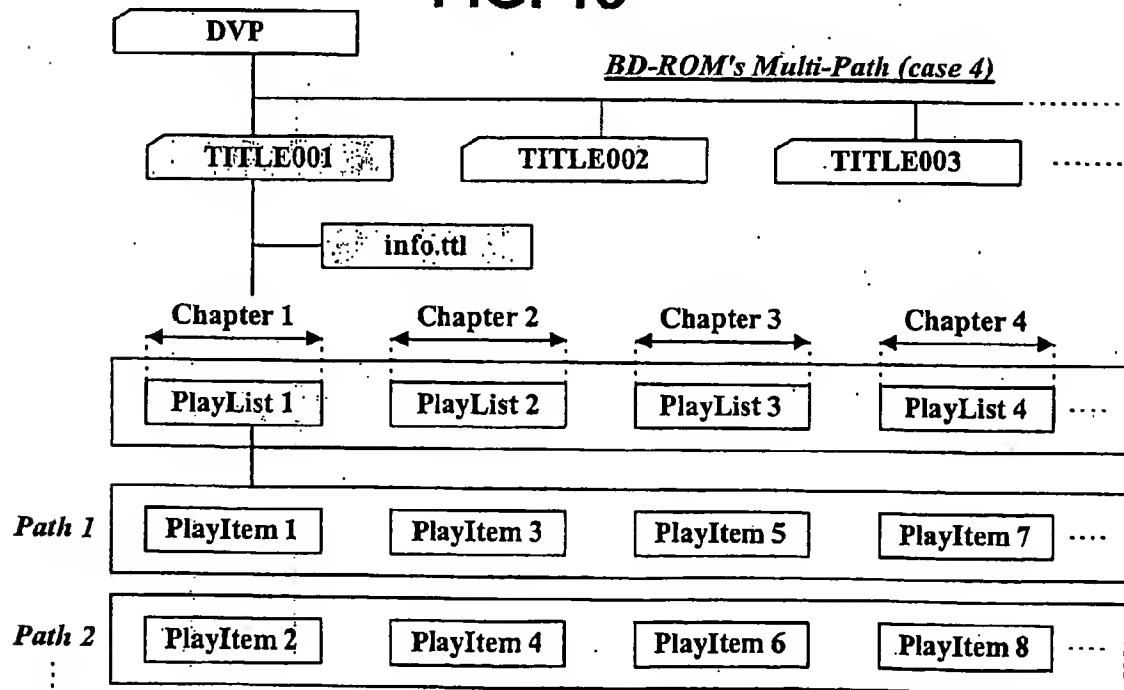 DVP
BD-ROM's Multi-Path (case 4)
TITLE001 TITLE002 TITLE003
info.ttl
Chapter 1 Chapter 2 Chapter 3 Chapter 4
PlayList 1 PlayList 2 PlayList 3 PlayList 4
Path 1 PlayItem 1 PlayItem 3 PlayItem 5 PlayItem 7
Path 2 PlayItem 2 PlayItem 4 PlayItem 6 PlayItem 8